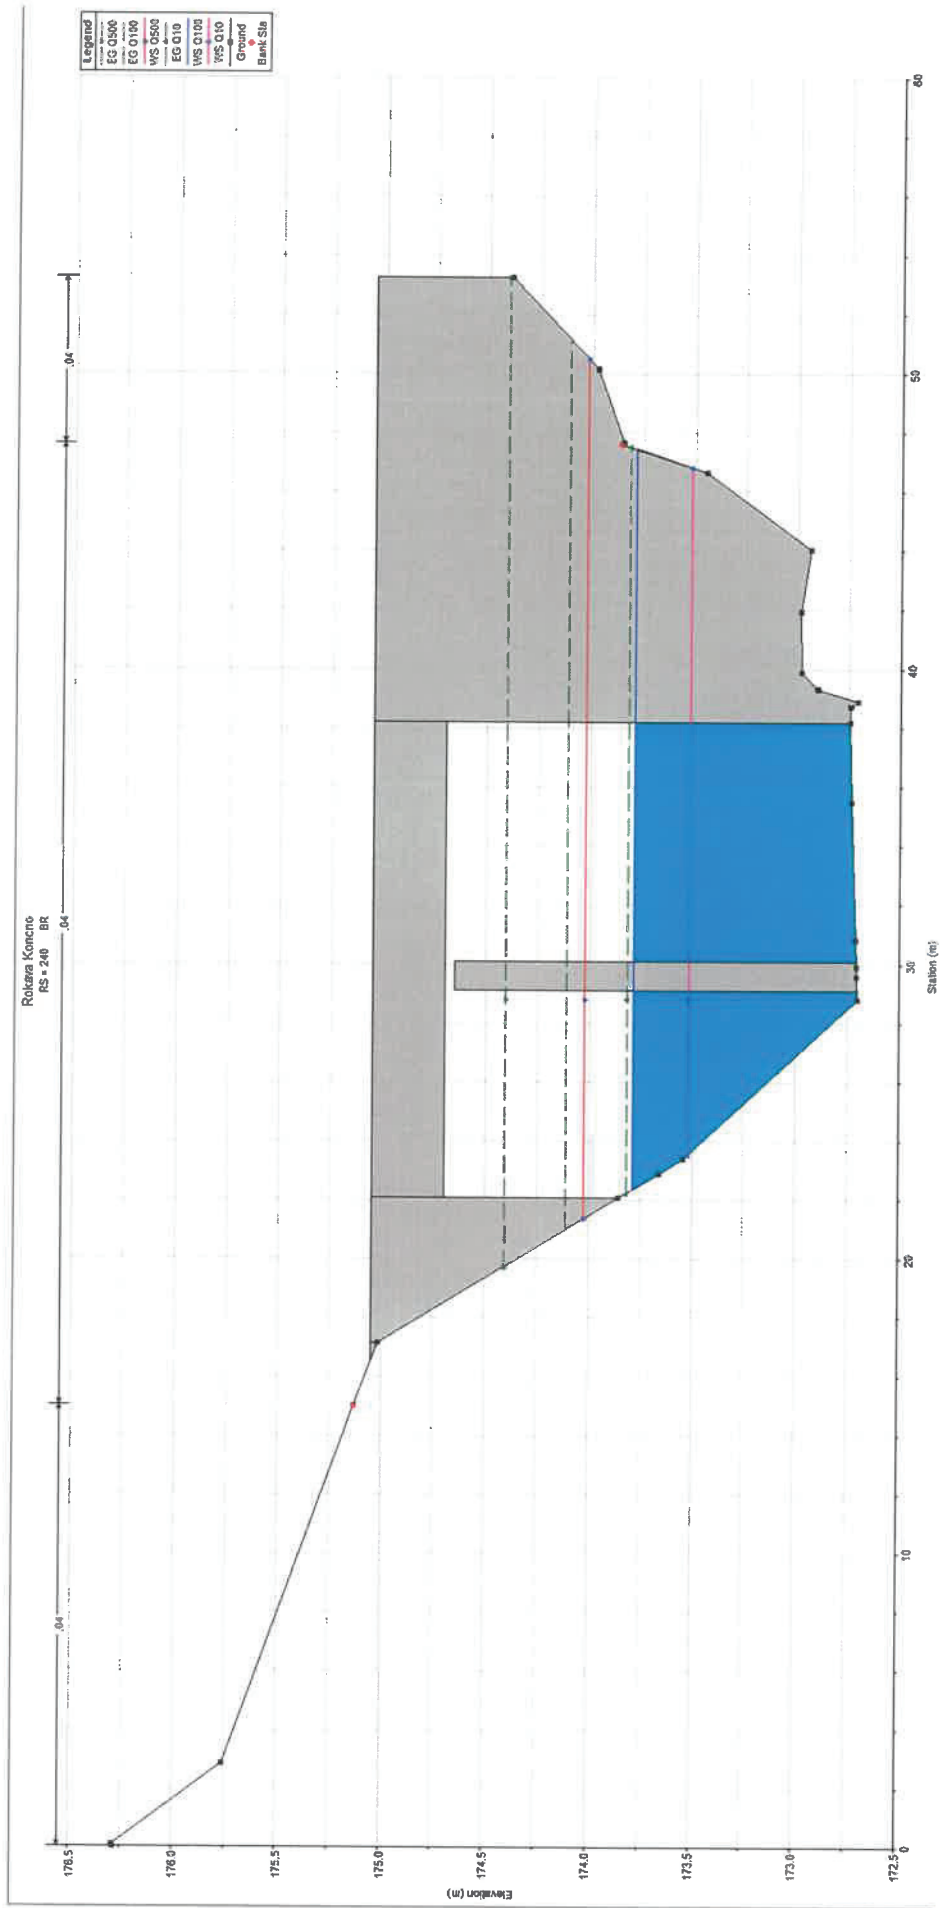 Rokava Koncno
RS = 240 BR
.04
.04
.04
Legend
EG Q500
EG Q100
WS Q500
EG Q10
WS Q100
WS Q10
Ground
Bank Sta
Elevation (m)
176.5
176.0
175.5
175.0
174.5
174.0
173.5
173.0
172.5
0
10
20
30
40
50
60
Station (m)